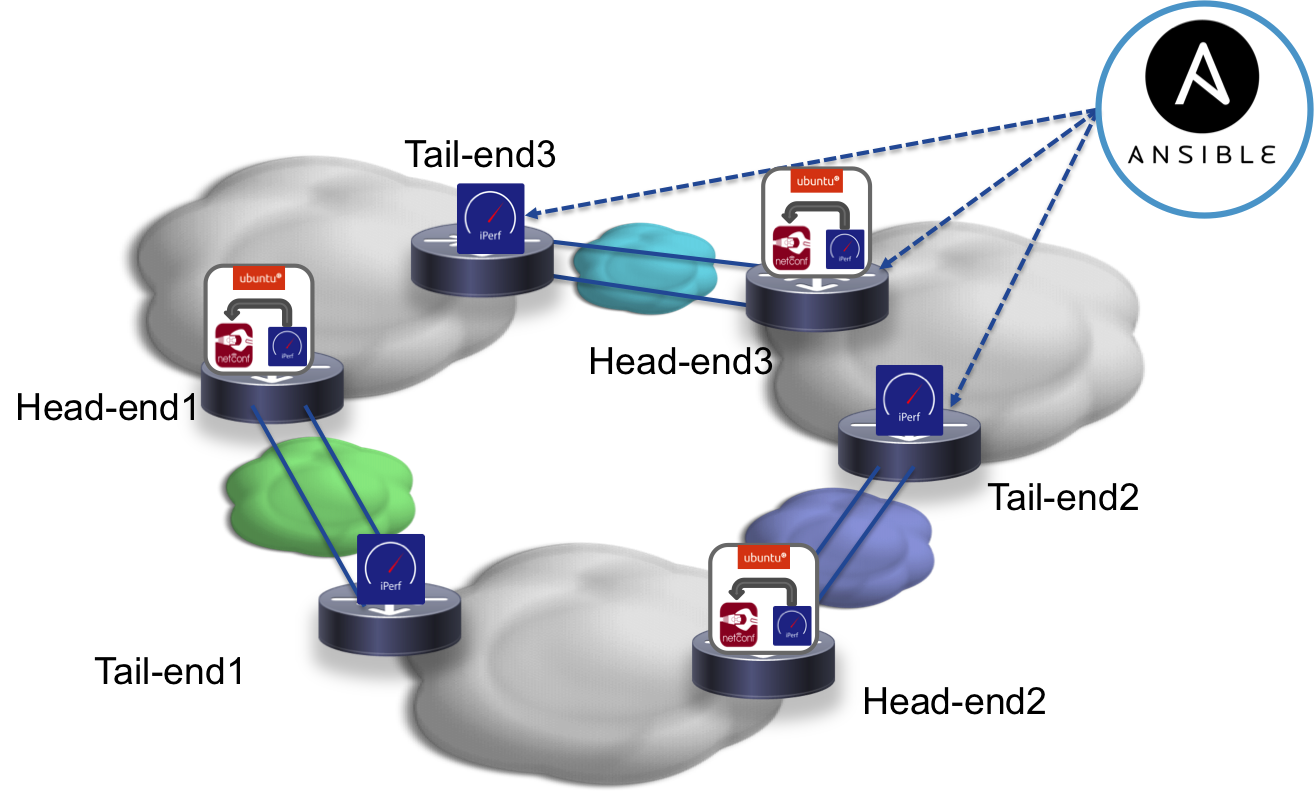 ANSIBLE
Tail-end3
iPerf
ubuntu®
netconf
iPerf
Head-end3
ubuntu®
netconf
iPerf
Head-end1
iPerf
Tail-end2
iPerf
Tail-end1
ubuntu®
netconf
iPerf
Head-end2